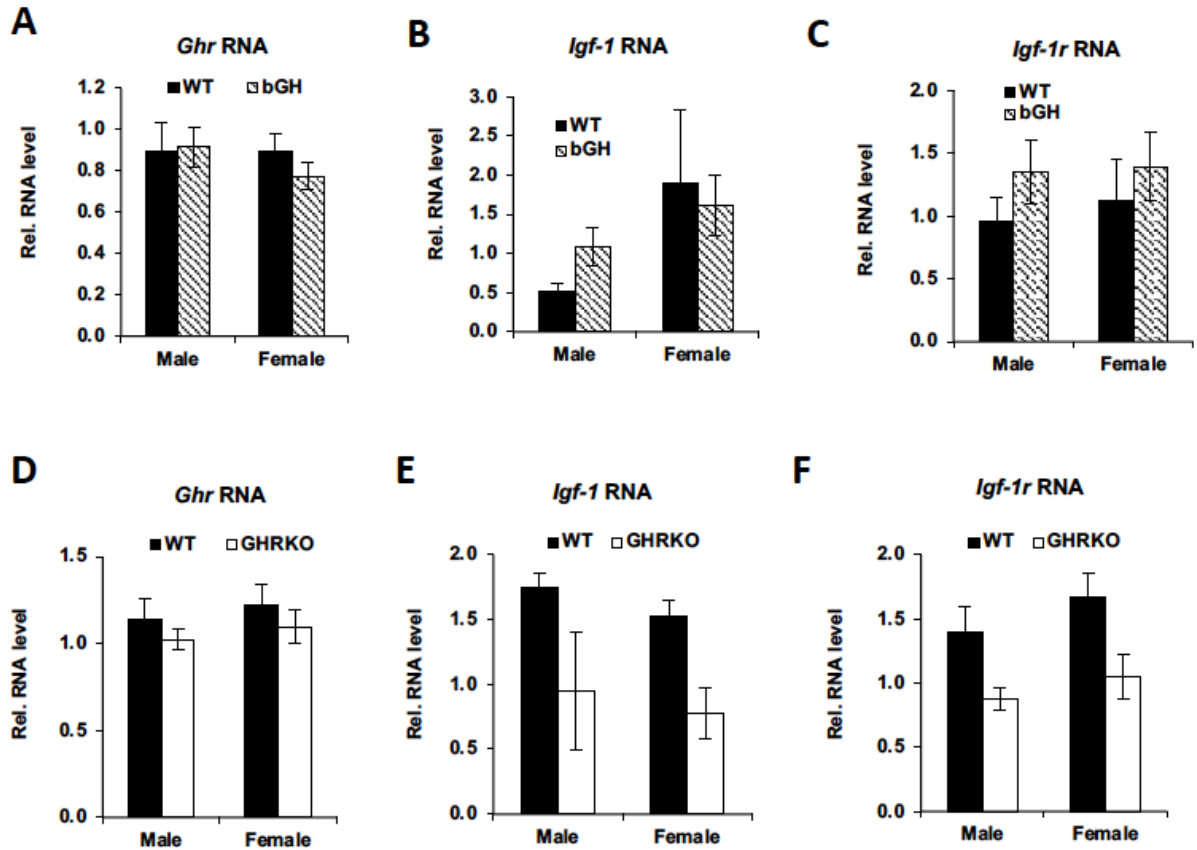 A
Ghr RNA
WT bGH
1.2
1.0
0.8
0.6
0.4
0.2
0.0
Rel. RNA level
Male Female
B
Igf-1 RNA
WT
bGH
3.0
2.5
2.0
1.5
1.0
0.5
0.0
Rel. RNA level
Male Female
C
Igf-1r RNA
WT
bGH
2.0
1.5
1.0
0.5
0.0
Rel. RNA level
Male Female
D
Ghr RNA
WT GHRKO
1.5
1.0
0.5
0.0
Rel. RNA level
Male Female
E
Igf-1 RNA
WT GHRKO
2.0
1.5
1.0
0.5
0.0
Rel. RNA level
Male Female
F
Igf-1r RNA
WT GHRKO
2.0
1.5
1.0
0.5
0.0
Rel. RNA level
Male Female